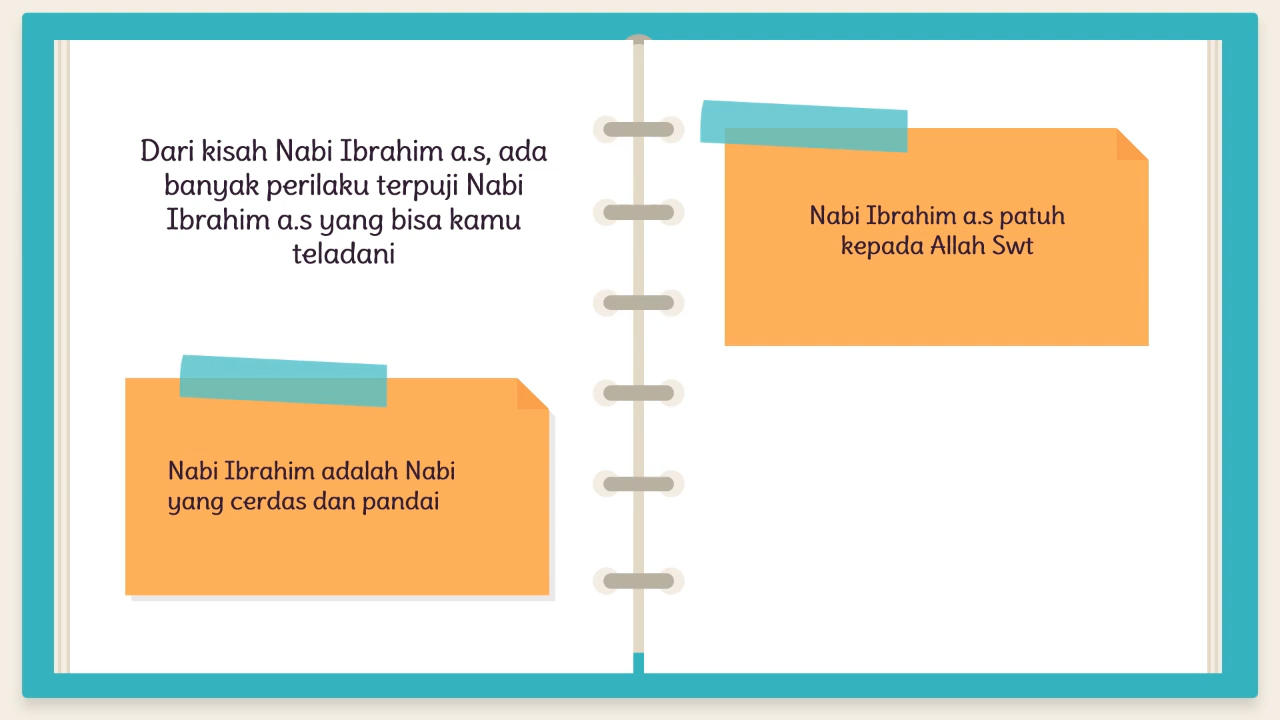 Dari kisah Nabi Ibrahim a.s, ada
banyak perilaku terpuji Nabi
Ibrahim a.s yang bisa kamu
teladani
Nabi Ibrahim adalah Nabi
yang cerdas dan pandai
Nabi Ibrahim a.s patuh
kepada Allah Swt